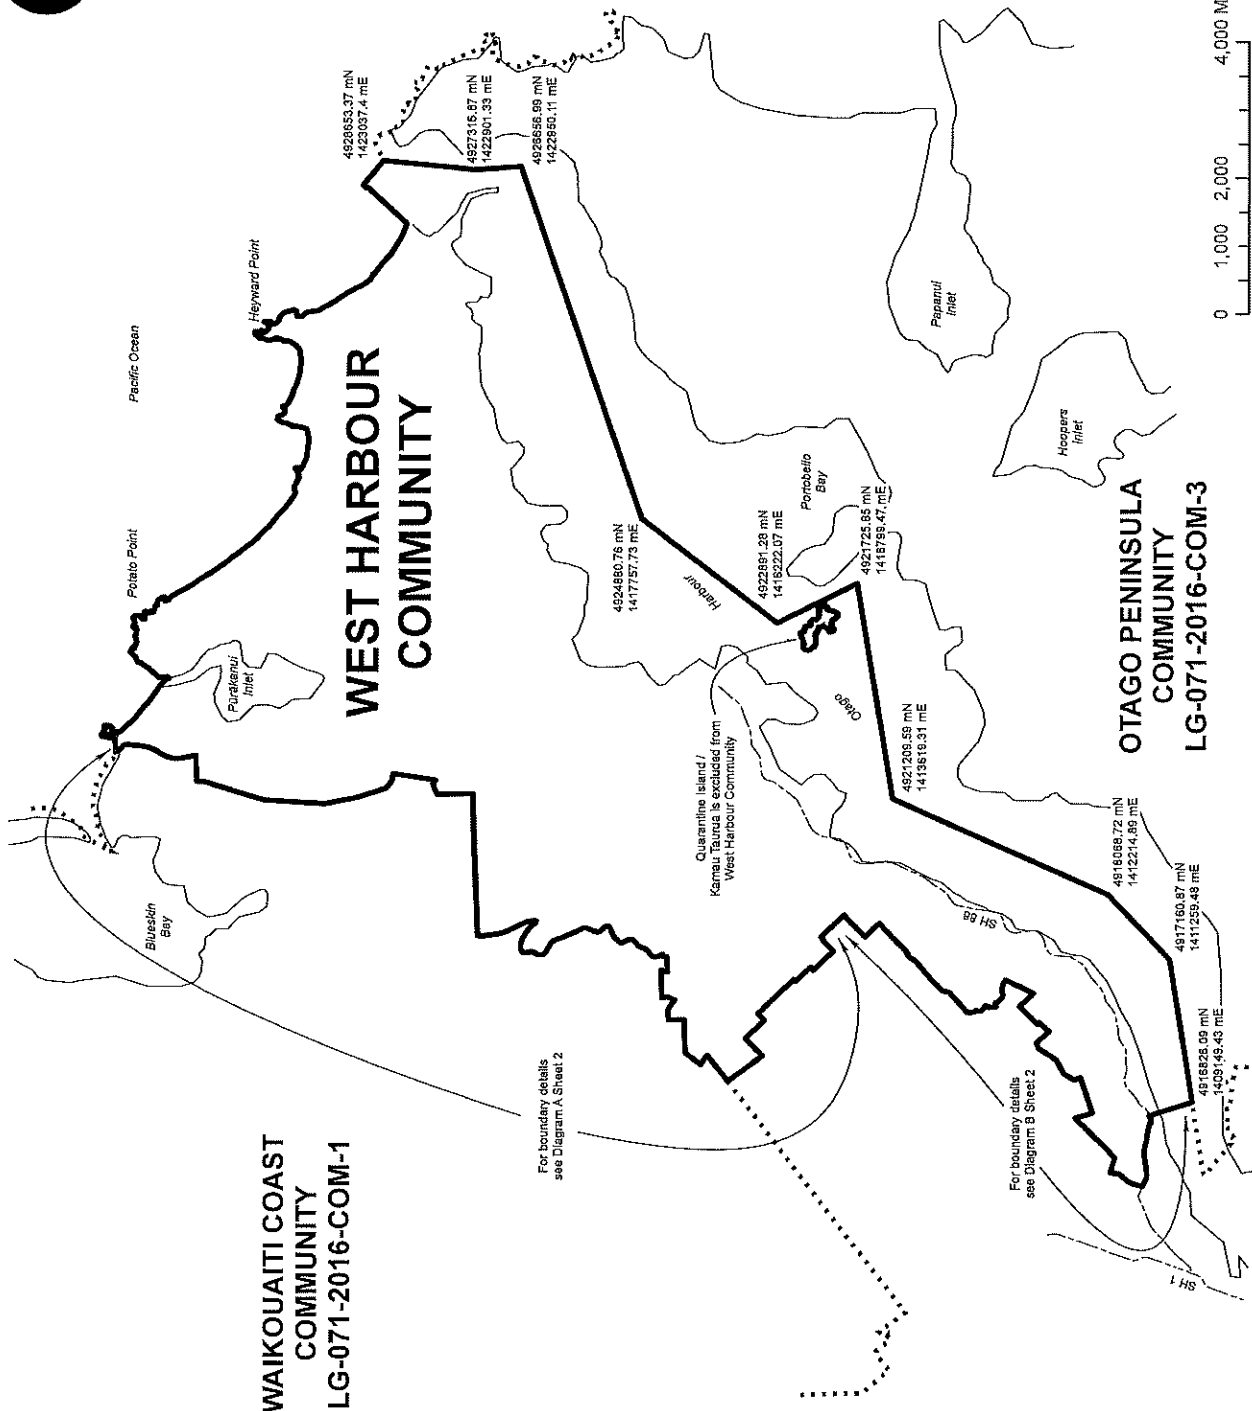 Pacific Ocean
Potato Point
Heyward Point
Blueskin
Bay
Pūrākanui
Inlet
WAIKOUAITI COAST
COMMUNITY
LG-071-2016-COM-1
WEST HARBOUR
COMMUNITY
4928653.37 mN
1423037.4 mE
4927315.87 mN
1422901.33 mE
4926656.99 mN
1422950.11 mE
For boundary details
see Diagram A Sheet 2
4924880.76 mN
1417757.73 mE
Quarantine Island /
Kamau Taurua is excluded from
West Harbour Community
Otago
Harbour
4922891.28 mN
1416222.07 mE
Portobello
Bay
4921725.85 mN
1416799.47 mE
4921209.59 mN
1413619.31 mE
Papanui
Inlet
Hoopers
Inlet
SH 88
For boundary details
see Diagram B Sheet 2
4918068.72 mN
1412214.89 mE
4917160.87 mN
1411259.48 mE
4916826.09 mN
1409149.43 mE
SH 1
OTAGO PENINSULA
COMMUNITY
LG-071-2016-COM-3
0 1,000 2,000 4,000 M